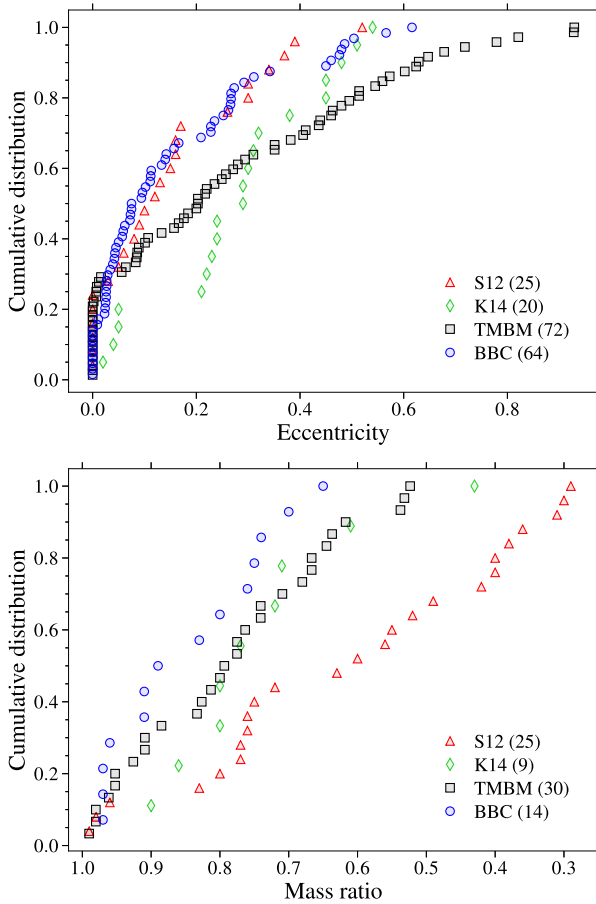 1.0
0.8
0.6
0.4
0.2
0.0
Cumulative distribution
S12 (25)
K14 (20)
TMBM (72)
BBC (64)
0.0 0.2 0.4 0.6 0.8
Eccentricity
1.0
0.8
0.6
0.4
0.2
0.0
Cumulative distribution
S12 (25)
K14 (9)
TMBM (30)
BBC (14)
1.0 0.9 0.8 0.7 0.6 0.5 0.4 0.3
Mass ratio